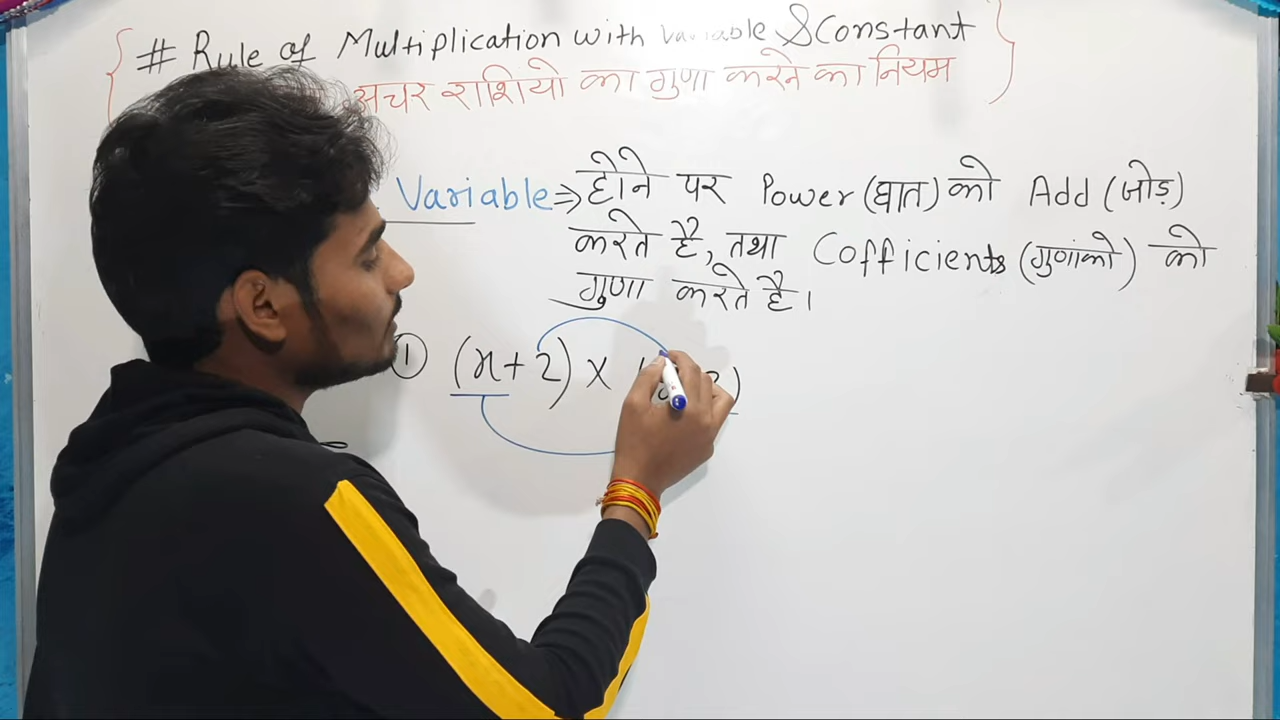 # Rule of Multiplication with Variable & Constant
अचर राशियो का गुणा करने का नियम
Variable ⇒ होने पर Power (घात) को Add (जोड़)
करते है, तथा Cofficients (गुणांको) को
गुणा करते है।
① (x+2) ×